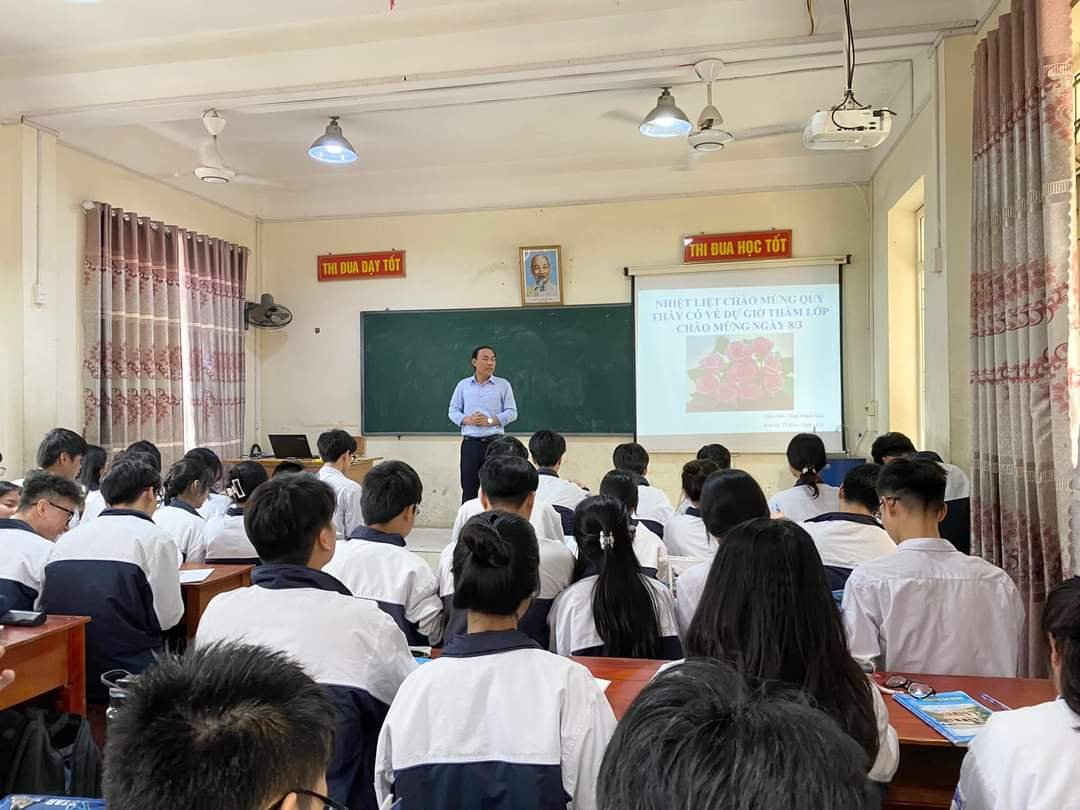 THI ĐUA DẠY TỐT
THI ĐUA HỌC TỐT
NHIỆT LIỆT CHÀO MỪNG QUÝ
THẦY CÔ VỀ DỰ GIỜ THĂM LỚP
CHÀO MỪNG NGÀY 8/3